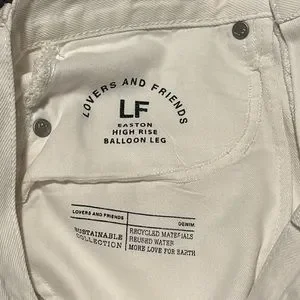 LOVERS AND FRIENDS
LF
EASTON
HIGH RISE
BALLOON LEG
LOVERS AND FRIENDS
DENIM
SUSTAINABLE
COLLECTION
RECYCLED MATERIALS
REUSED WATER
MORE LOVE FOR EARTH